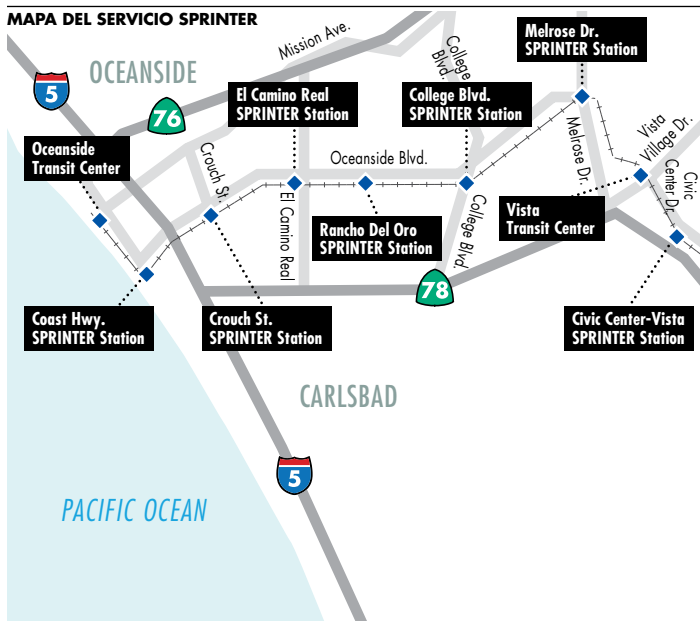 MAPA DEL SERVICIO SPRINTER
Mission Ave.
College
Blvd.
Melrose Dr.
SPRINTER Station
OCEANSIDE
5
76
El Camino Real
SPRINTER Station
College Blvd.
SPRINTER Station
Oceanside
Transit Center
Crouch St.
Oceanside Blvd.
Melrose Dr.
Vista
Village Dr.
Civic
Center Dr.
El Camino Real
Rancho Del Oro
SPRINTER Station
College Blvd.
Vista
Transit Center
78
Coast Hwy.
SPRINTER Station
Crouch St.
SPRINTER Station
Civic Center-Vista
SPRINTER Station
CARLSBAD
5
PACIFIC OCEAN